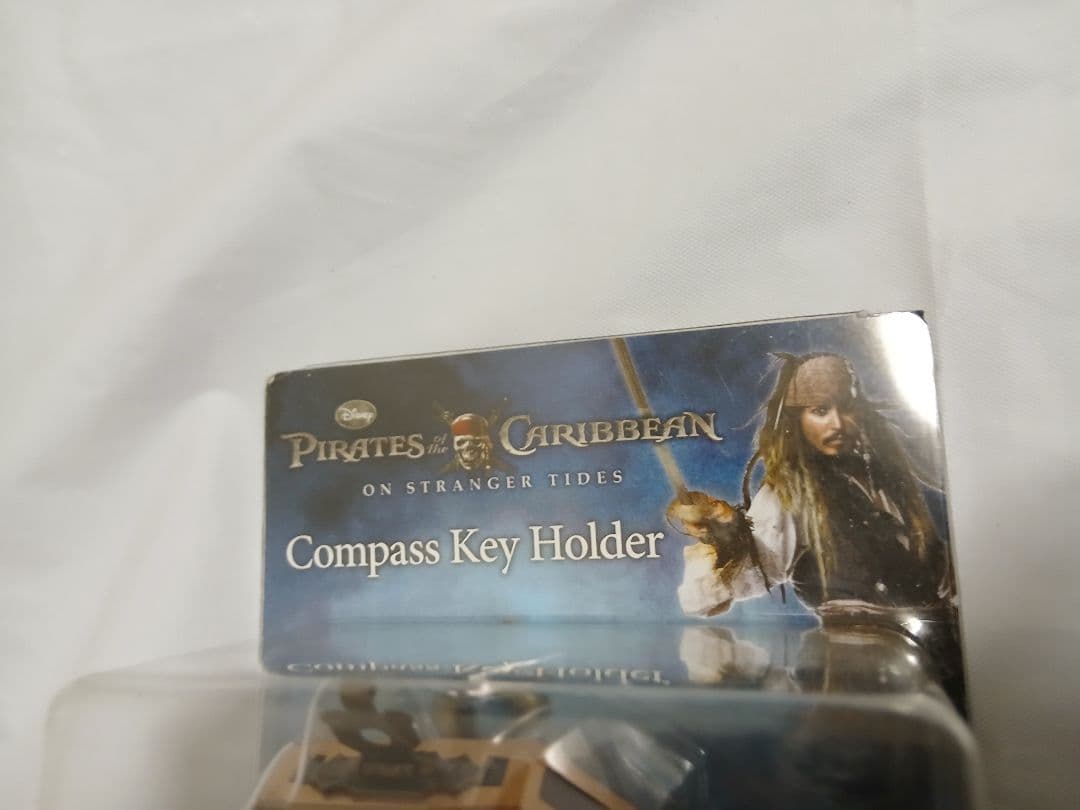 Disney
PIRATES of the CARIBBEAN
ON STRANGER TIDES
Compass Key Holder